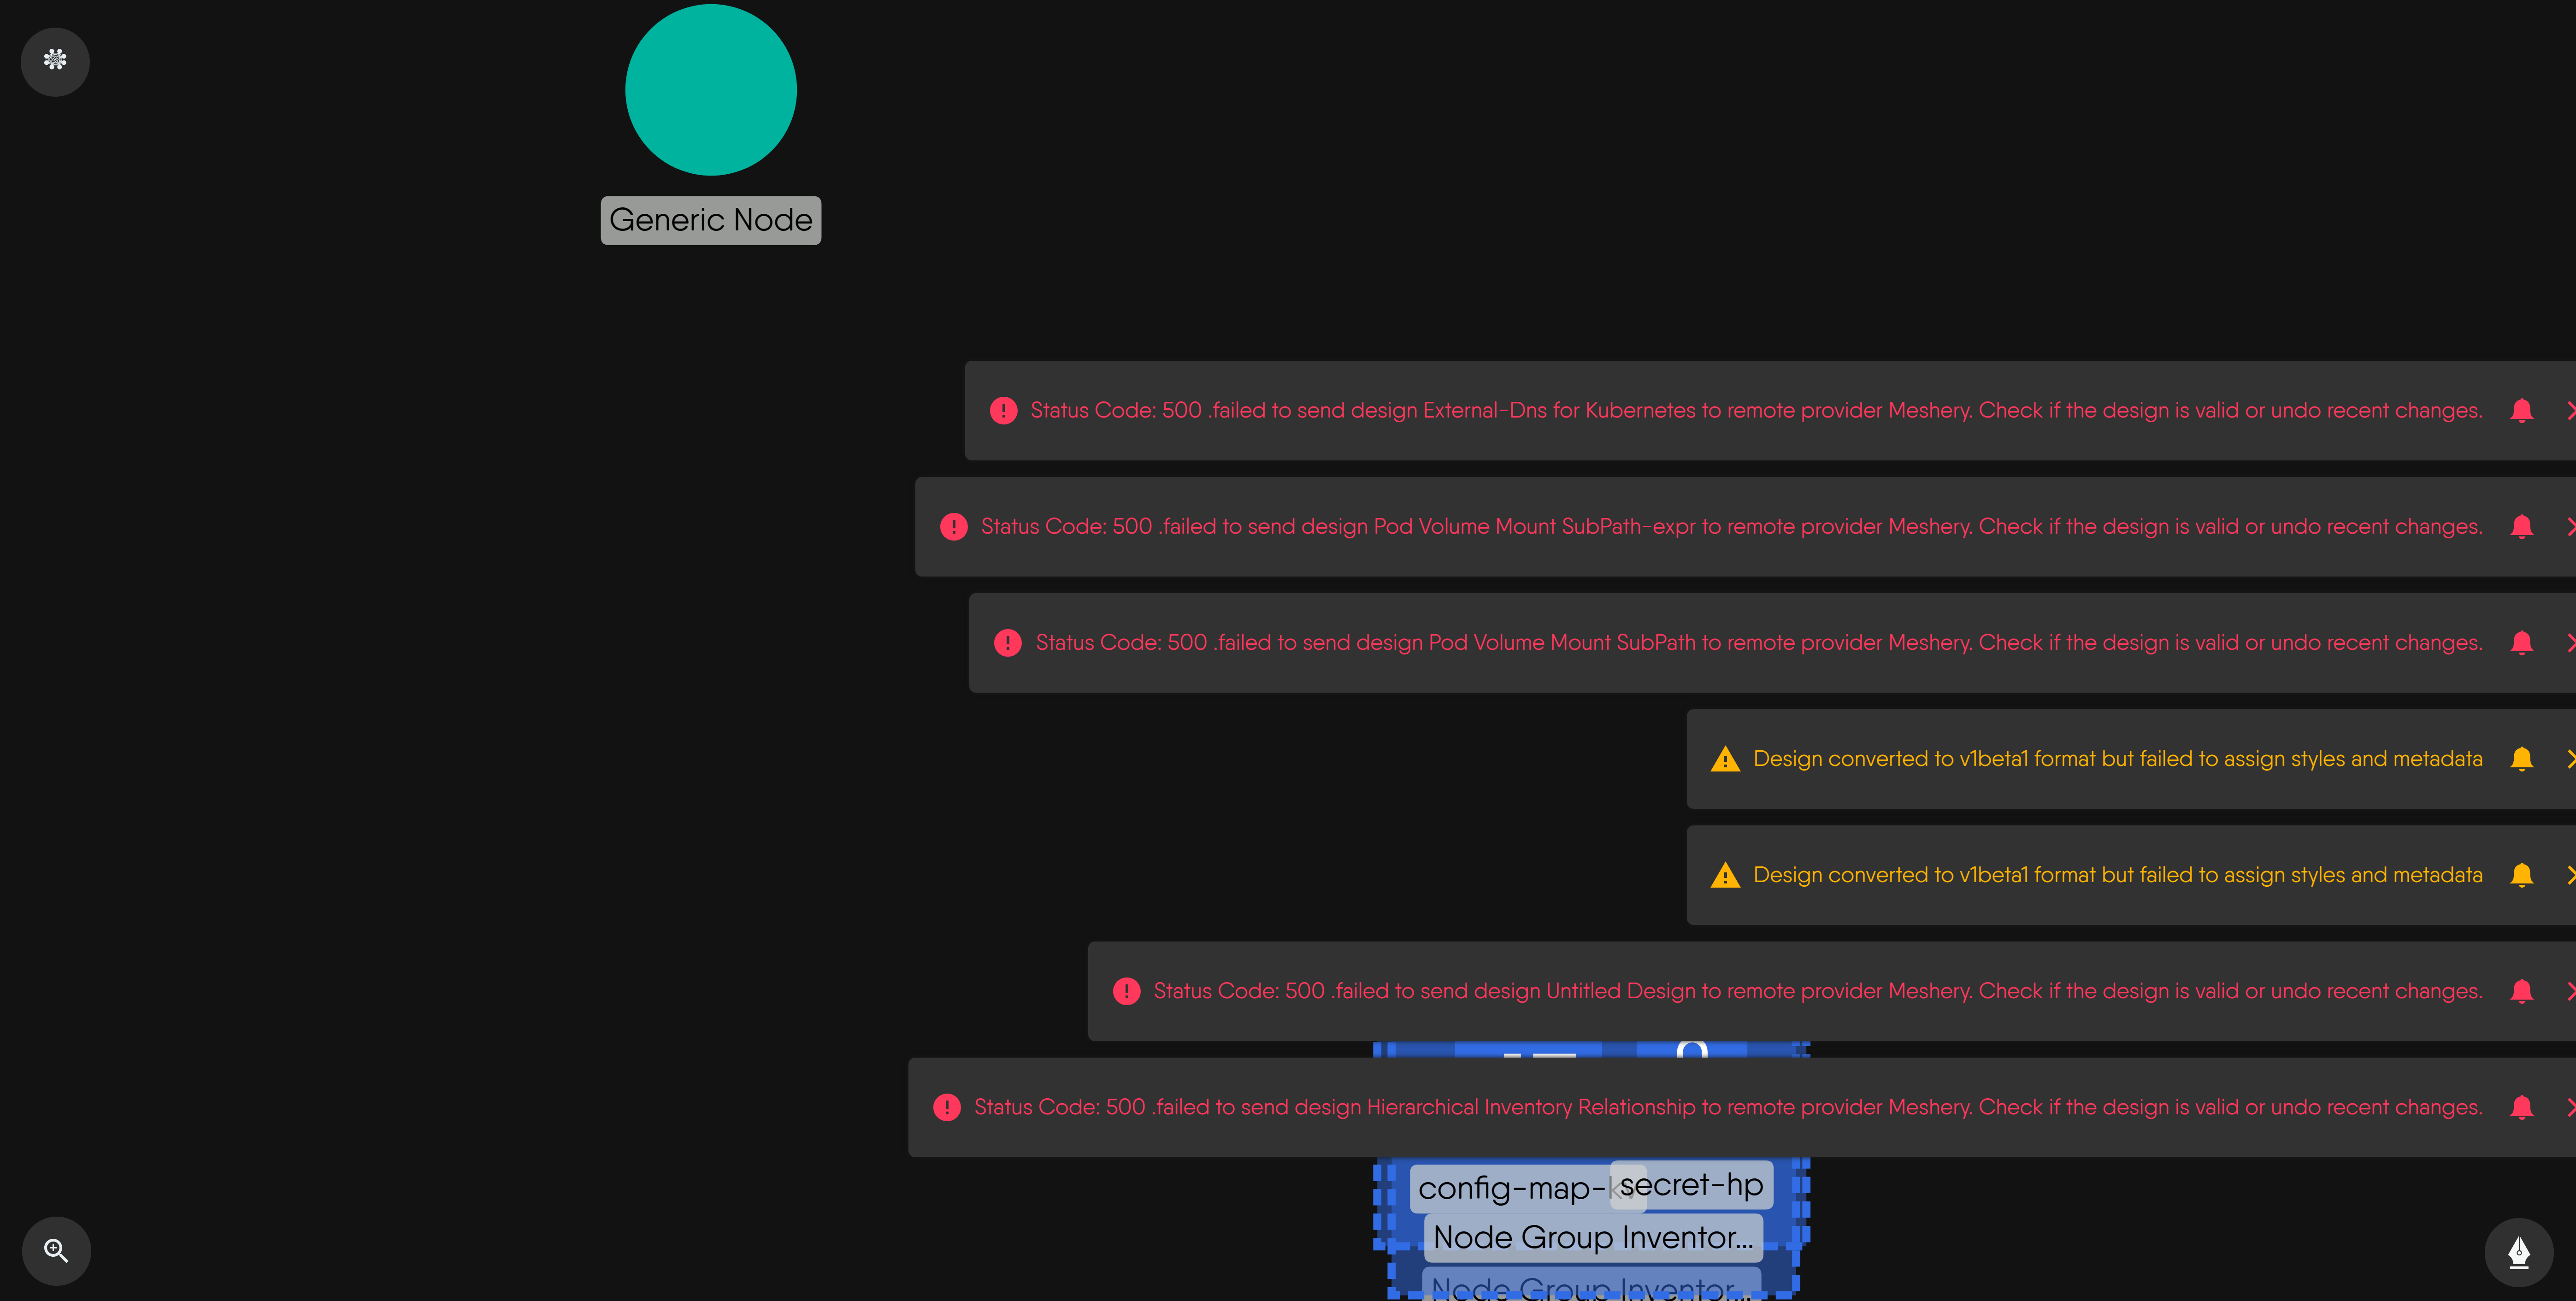 Generic Node
Status Code: 500 .failed to send design External-Dns for Kubernetes to remote provider Meshery. Check if the design is valid or undo recent changes.
Status Code: 500 .failed to send design Pod Volume Mount SubPath-expr to remote provider Meshery. Check if the design is valid or undo recent changes.
Status Code: 500 .failed to send design Pod Volume Mount SubPath to remote provider Meshery. Check if the design is valid or undo recent changes.
Design converted to v1beta1 format but failed to assign styles and metadata
Design converted to v1beta1 format but failed to assign styles and metadata
Status Code: 500 .failed to send design Untitled Design to remote provider Meshery. Check if the design is valid or undo recent changes.
Status Code: 500 .failed to send design Hierarchical Inventory Relationship to remote provider Meshery. Check if the design is valid or undo recent changes.
config-map-
secret-hp
Node Group Inventor...
Node Group Inventor...